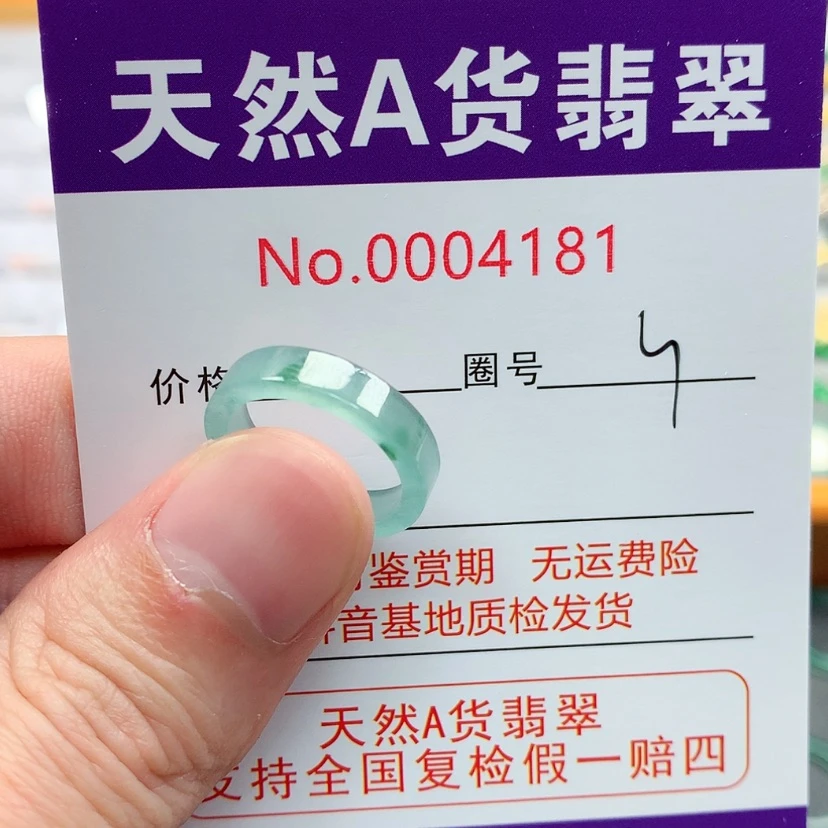 天然A货翡翠
No.0004181
价格 圈号 4
鉴赏期 无运费险
音基地质检发货
天然A货翡翠
支持全国复检假一赔四